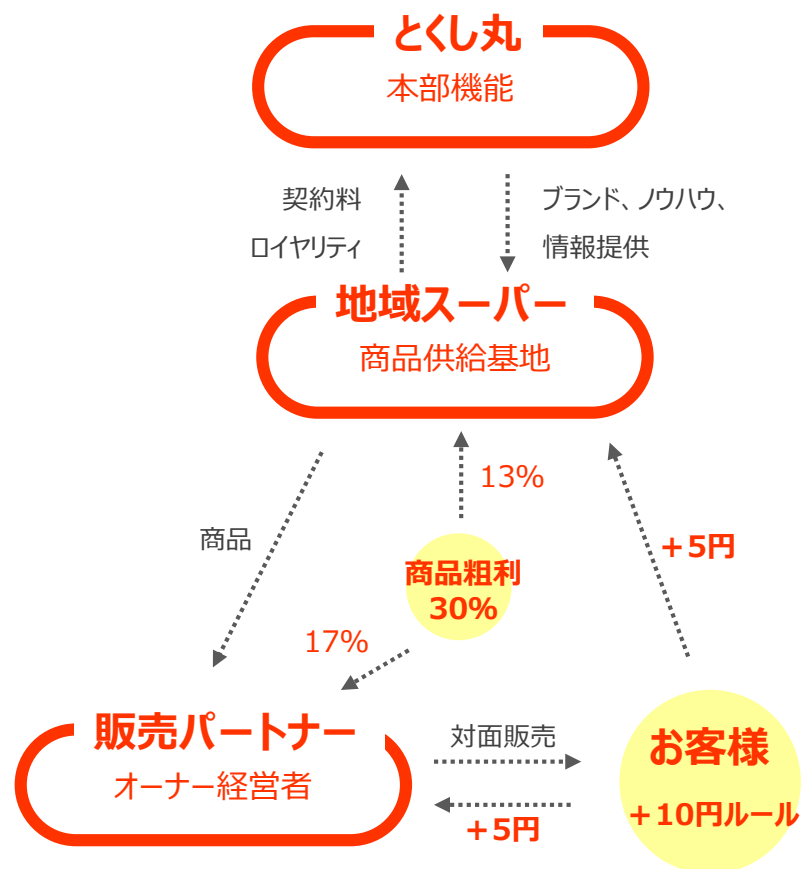 とくし丸
本部機能
契約料
ロイヤリティ
ブランド、ノウハウ、
情報提供
地域スーパー
商品供給基地
13%
商品
+5円
商品粗利
30%
17%
販売パートナー
オーナー経営者
対面販売
+5円
お客様
+10円ルール